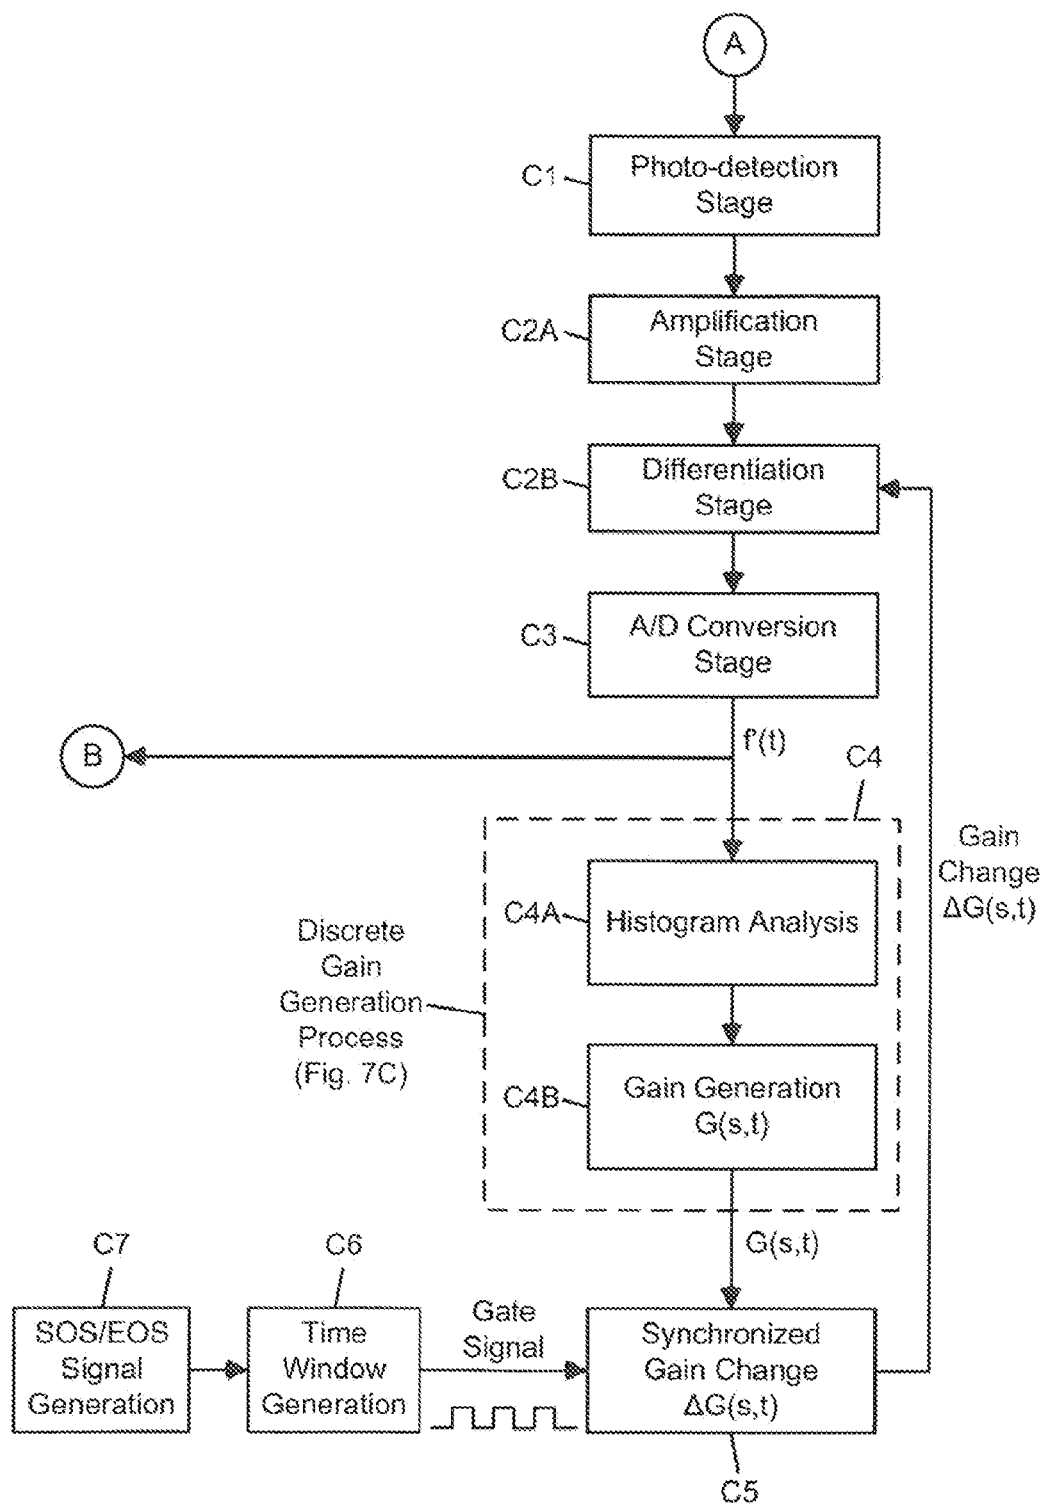 A
C1
Photo-detection
Stage
C2A
Amplification
Stage
C2B
Differentiation
Stage
C3
A/D Conversion
Stage
f'(t)
B
C4
Gain
Change
ΔG(s,t)
C4A
Histogram Analysis
Discrete
Gain
Generation
Process
(Fig. 7C)
C4B
Gain Generation
G(s,t)
G(s,t)
C7
SOS/EOS
Signal
Generation
C6
Time
Window
Generation
Gate
Signal
Synchronized
Gain Change
ΔG(s,t)
C5